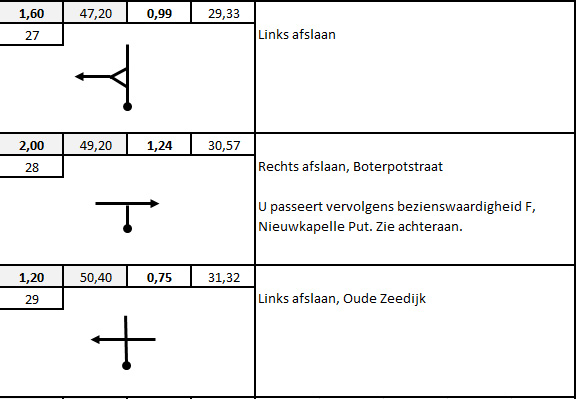 1,60 47,20 0,99 29,33
27
Links afslaan
2,00 49,20 1,24 30,57
28
Rechts afslaan, Boterpotstraat
U passeert vervolgens bezienswaardigheid F,
Nieuwkapelle Put. Zie achteraan.
1,20 50,40 0,75 31,32
29
Links afslaan, Oude Zeedijk